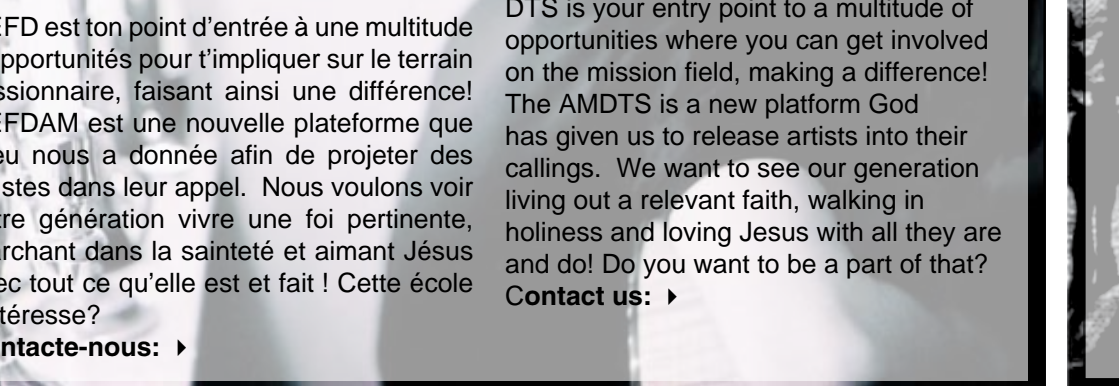 EFD est ton point d'entrée à une multitude
opportunités pour t'impliquer sur le terrain
ssionnaire, faisant ainsi une différence!
EFDAM est une nouvelle plateforme que
eu nous a donnée afin de projeter des
istes dans leur appel.  Nous voulons voir
tre génération vivre une foi pertinente,
archant dans la sainteté et aimant Jésus
ec tout ce qu'elle est et fait ! Cette école
téresse?
ntacte-nous:
DTS is your entry point to a multitude of
opportunities where you can get involved
on the mission field, making a difference!
The AMDTS is a new platform God
has given us to release artists into their
callings.  We want to see our generation
living out a relevant faith, walking in
holiness and loving Jesus with all they are
and do! Do you want to be a part of that?
Contact us: